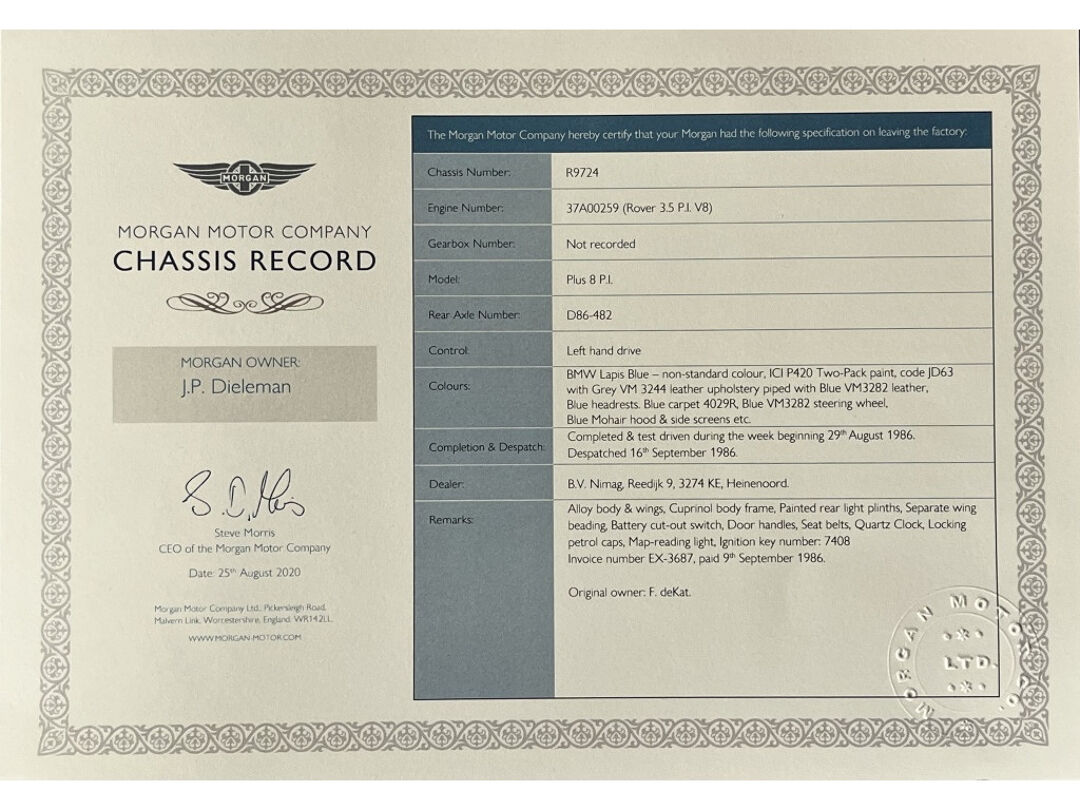 MORGAN
MORGAN MOTOR COMPANY
CHASSIS RECORD
MORGAN OWNER:
J.P. Dieleman
Steve Morris
CEO of the Morgan Motor Company
Date: 25th August 2020
Morgan Motor Company Ltd., Pickersleigh Road,
Malvern Link, Worcestershire, England. WR14 2LL.
WWW.MORGAN-MOTOR.COM
The Morgan Motor Company hereby certify that your Morgan had the following specification on leaving the factory:
Chassis Number: R9724
Engine Number: 37A00259 (Rover 3.5 P.I. V8)
Gearbox Number: Not recorded
Model: Plus 8 P.I.
Rear Axle Number: D86-482
Control: Left hand drive
Colours: BMW Lapis Blue – non-standard colour, ICI P420 Two-Pack paint, code JD63
with Grey VM 3244 leather upholstery piped with Blue VM3282 leather,
Blue headrests. Blue carpet 4029R, Blue VM3282 steering wheel,
Blue Mohair hood & side screens etc.
Completion & Despatch: Completed & test driven during the week beginning 29th August 1986.
Despatched 16th September 1986.
Dealer: B.V. Nimag, Reedijk 9, 3274 KE, Heinenoord.
Remarks: Alloy body & wings, Cuprinol body frame, Painted rear light plinths, Separate wing
beading, Battery cut-out switch, Door handles, Seat belts, Quartz Clock, Locking
petrol caps, Map-reading light, Ignition key number: 7408
Invoice number EX-3687, paid 9th September 1986.
Original owner: F. deKat.
MORGAN MOTOR
LTD.